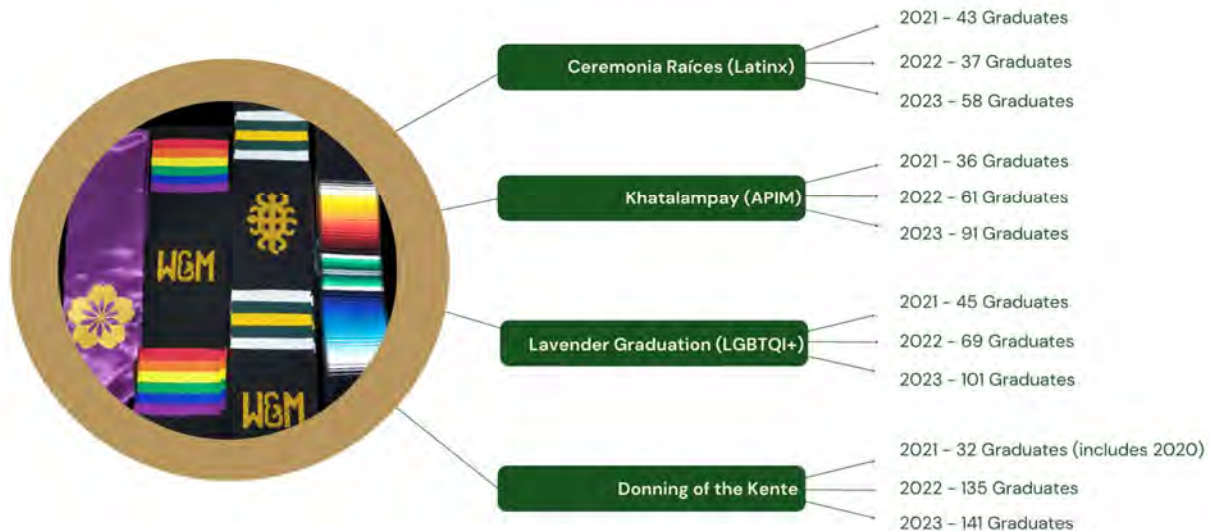 W&M
W&M
Ceremonia Raíces (Latinx)
2021 - 43 Graduates
2022 - 37 Graduates
2023 - 58 Graduates
Khatalampay (APIM)
2021 - 36 Graduates
2022 - 61 Graduates
2023 - 91 Graduates
Lavender Graduation (LGBTQI+)
2021 - 45 Graduates
2022 - 69 Graduates
2023 - 101 Graduates
Donning of the Kente
2021 - 32 Graduates (includes 2020)
2022 - 135 Graduates
2023 - 141 Graduates